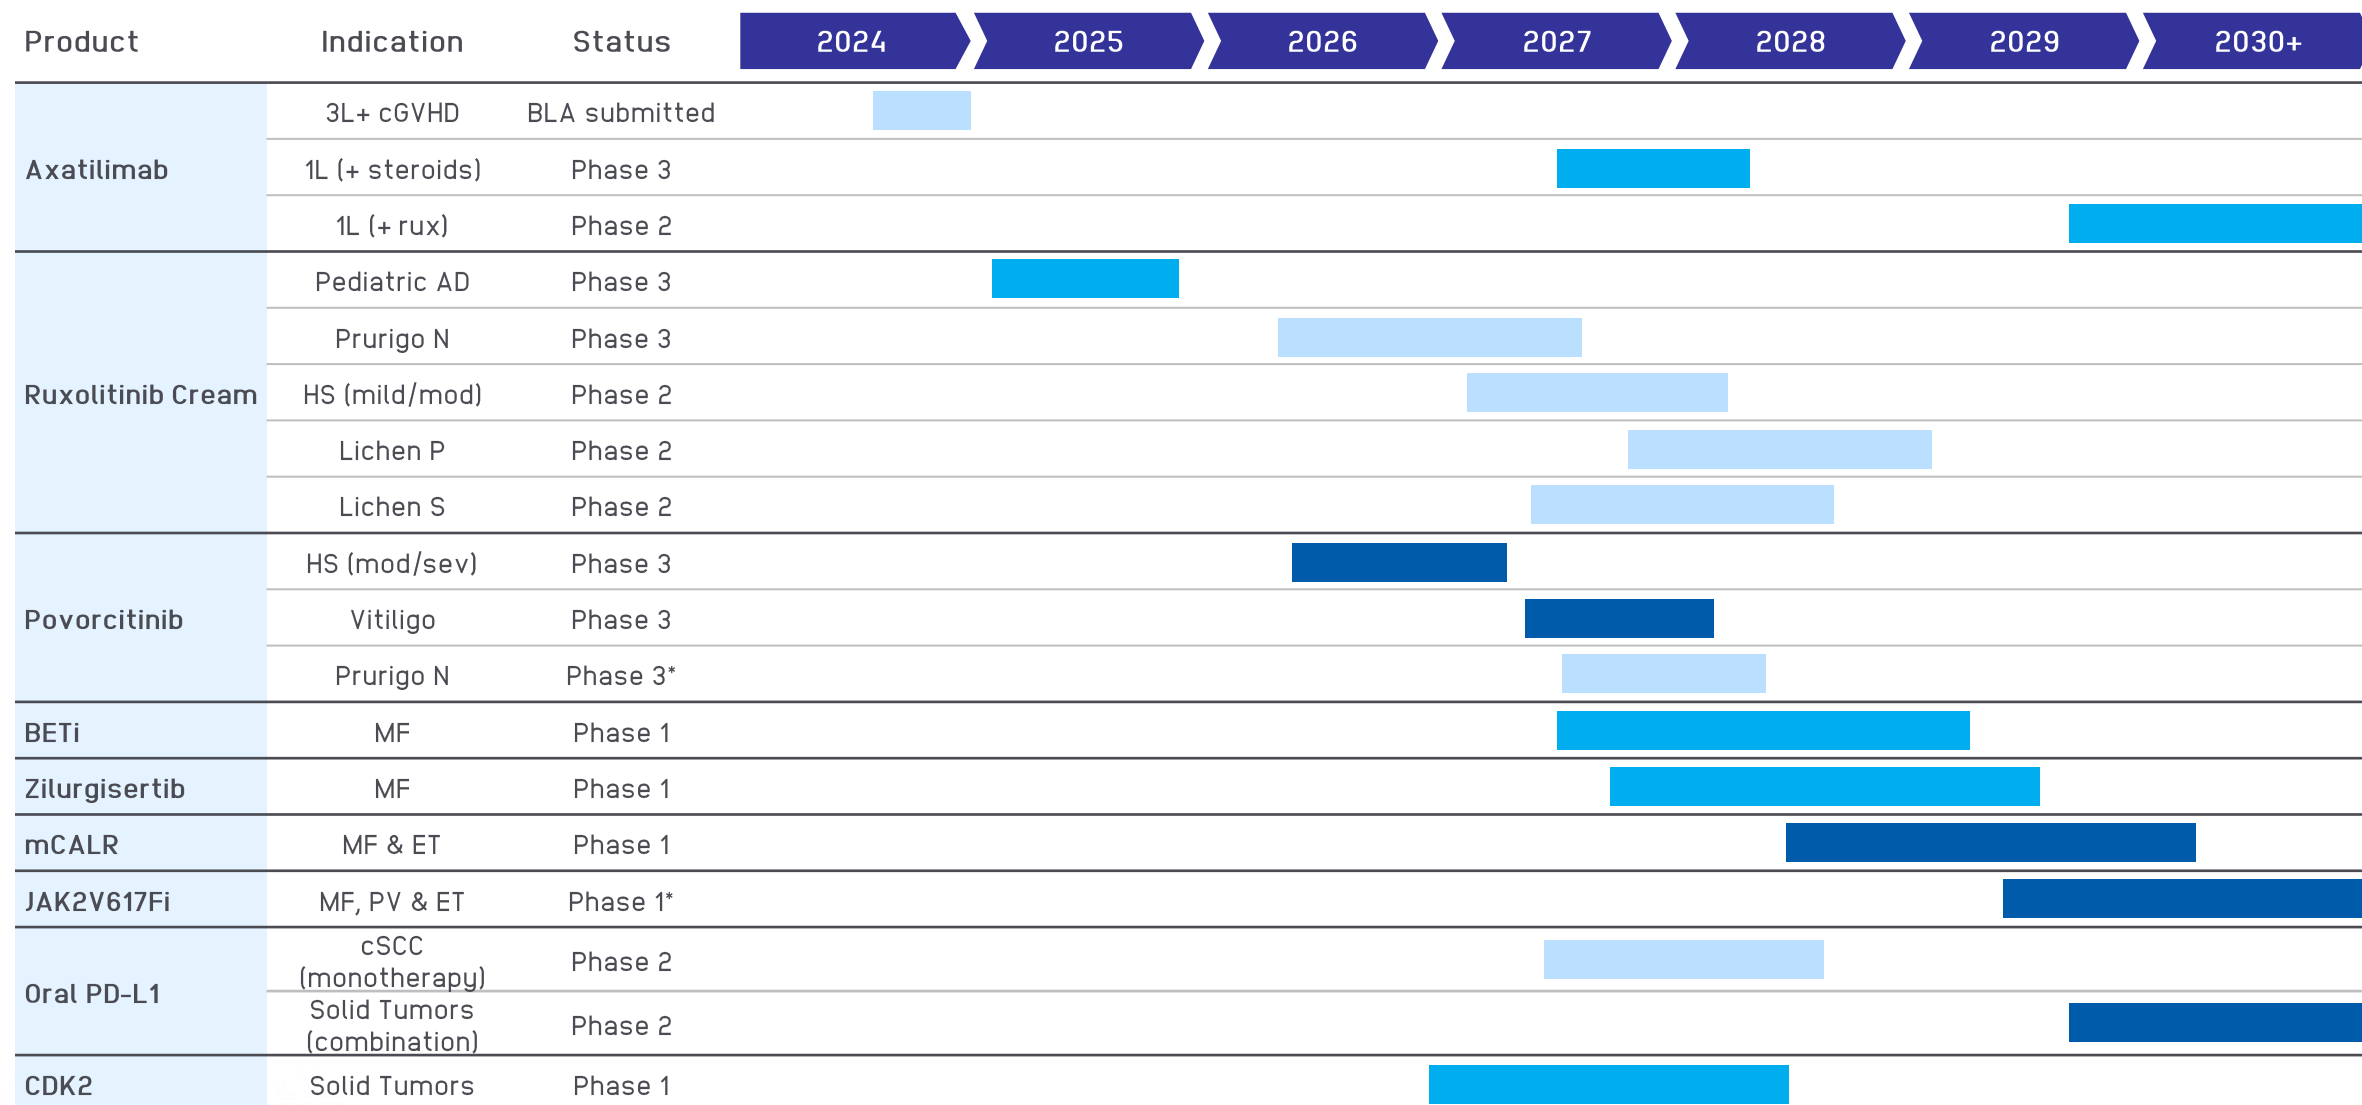 Product Indication Status 2024 2025 2026 2027 2028 2029 2030+
3L+ cGVHD BLA submitted
Axatilimab 1L (+ steroids) Phase 3
1L (+ rux) Phase 2
Pediatric AD Phase 3
Prurigo N Phase 3
Ruxolitinib Cream HS (mild/mod) Phase 2
Lichen P Phase 2
Lichen S Phase 2
HS (mod/sev) Phase 3
Povorcitinib Vitiligo Phase 3
Prurigo N Phase 3*
BETi MF Phase 1
Zilurgisertib MF Phase 1
mCALR MF & ET Phase 1
JAK2V617Fi MF, PV & ET Phase 1*
Oral PD-L1
cSCC
(monotherapy) Phase 2
Solid Tumors
(combination) Phase 2
CDK2 Solid Tumors Phase 1